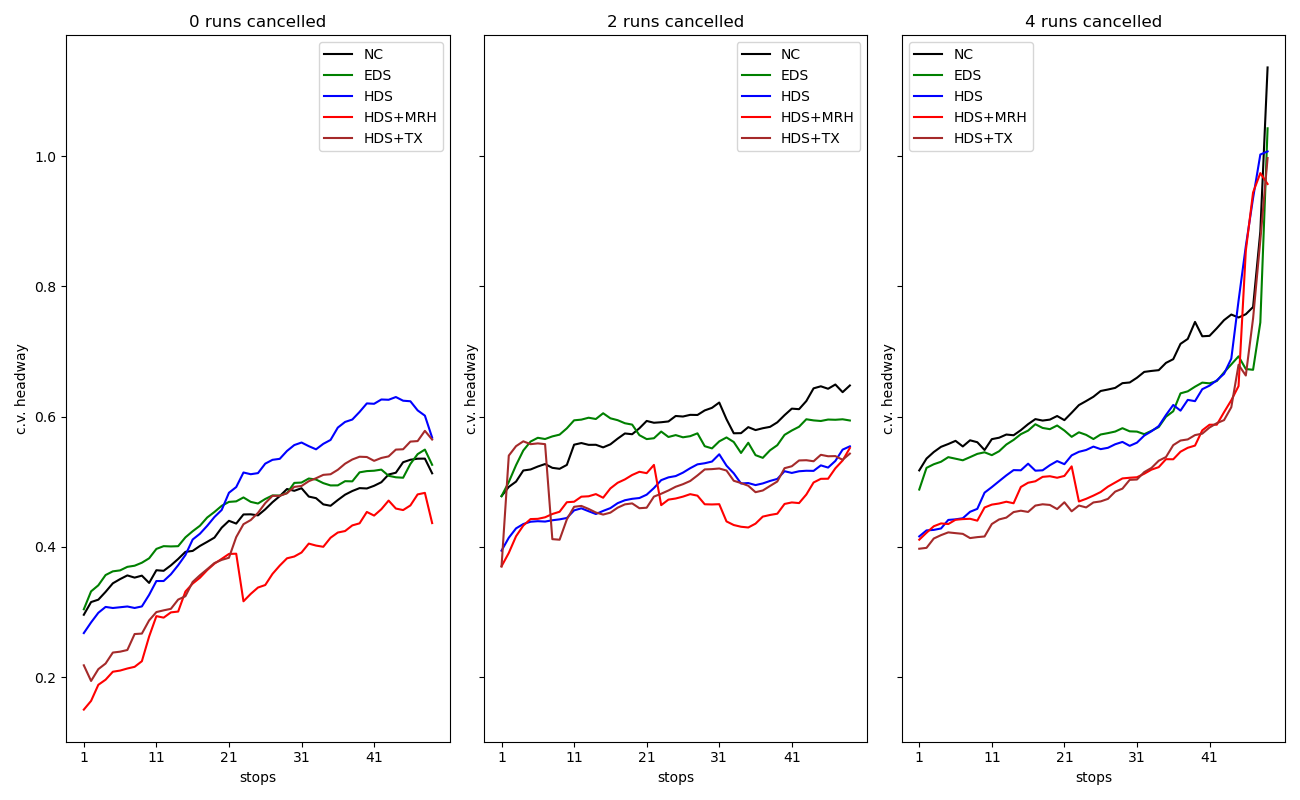 0 runs cancelled
NC
EDS
HDS
HDS+MRH
HDS+TX
c.v. headway
1.0
0.8
0.6
0.4
0.2
1 11 21 31 41
stops
2 runs cancelled
NC
EDS
HDS
HDS+MRH
HDS+TX
c.v. headway
1 11 21 31 41
stops
4 runs cancelled
NC
EDS
HDS
HDS+MRH
HDS+TX
c.v. headway
1 11 21 31 41
stops